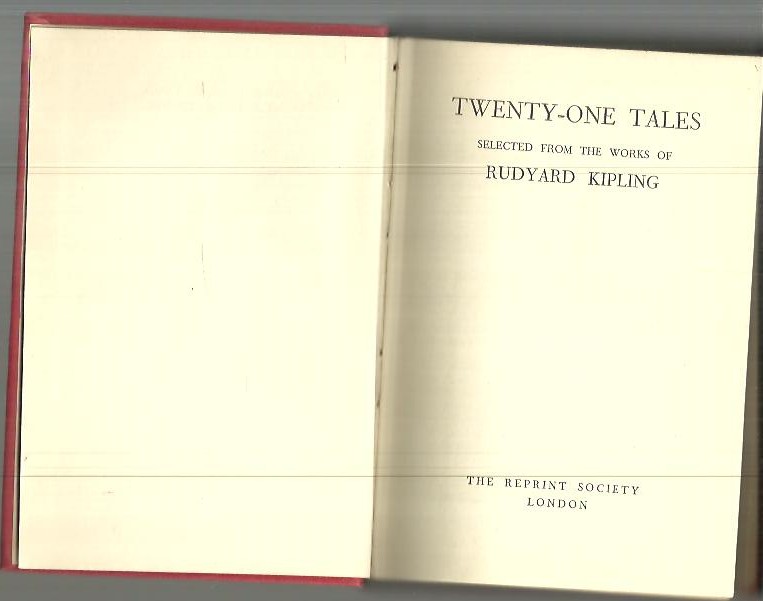 TWENTY-ONE TALES
SELECTED FROM THE WORKS OF
RUDYARD KIPLING
THE REPRINT SOCIETY
LONDON